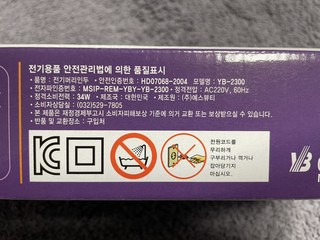 전기용품 안전관리법에 의한 품질표시
· 품명 : 전기머리인두 · 안전인증번호 : HD07068-2004 모델명 : YB-2300
· 전자파인증번호 : MSIP-REM-YBY-YB-2300 · 정격전압 : AC220V, 60Hz
· 정격소비전력 : 34W · 제조국 : 대한민국 · 제조원 : (주)에스뷰티
· 소비자상담실 : (032)529-7805
· 본 제품은 재정경제부고시 소비자피해보상 기준에 의거 교환 또는 보상받으실 수 있습니다.
· 반품 및 교환장소 : 구입처
전원코드를
무리하게
구부리거나 꺽거나
잡아당기지
마십시오.
YB